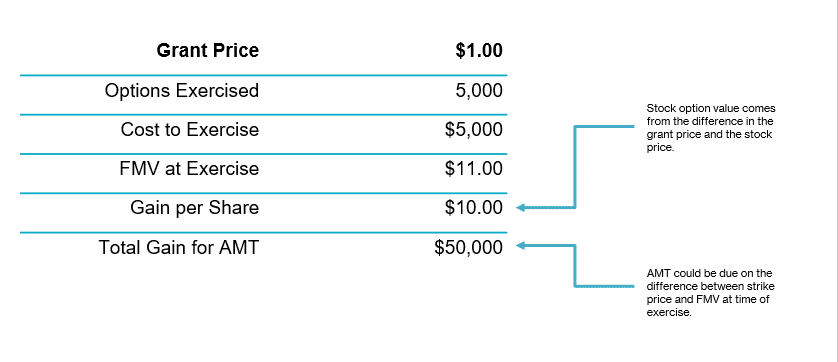 Grant Price $1.00
Options Exercised 5,000
Cost to Exercise $5,000
FMV at Exercise $11.00
Gain per Share $10.00
Total Gain for AMT $50,000
Stock option value comes
from the difference in the
grant price and the stock
price.
AMT could be due on the
difference between strike
price and FMV at time of
exercise.